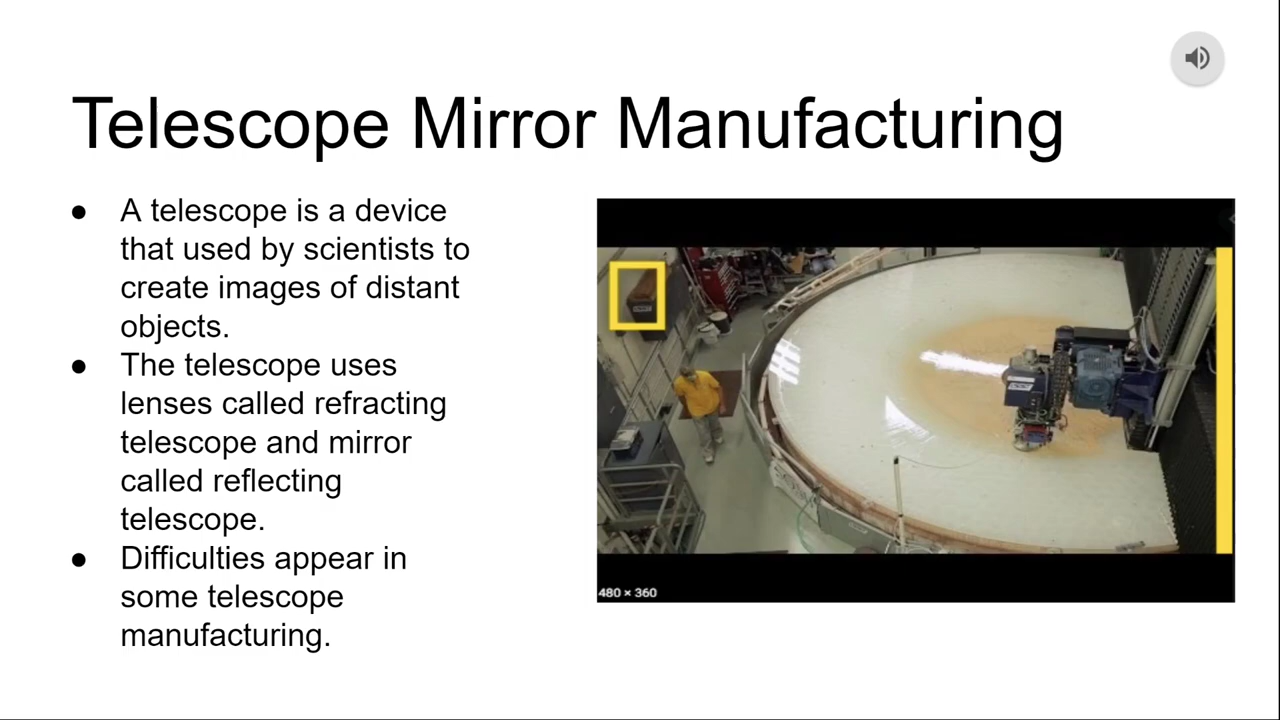 Telescope Mirror Manufacturing
● A telescope is a device
that used by scientists to
create images of distant
objects.
● The telescope uses
lenses called refracting
telescope and mirror
called reflecting
telescope.
● Difficulties appear in
some telescope
manufacturing.
480 × 360